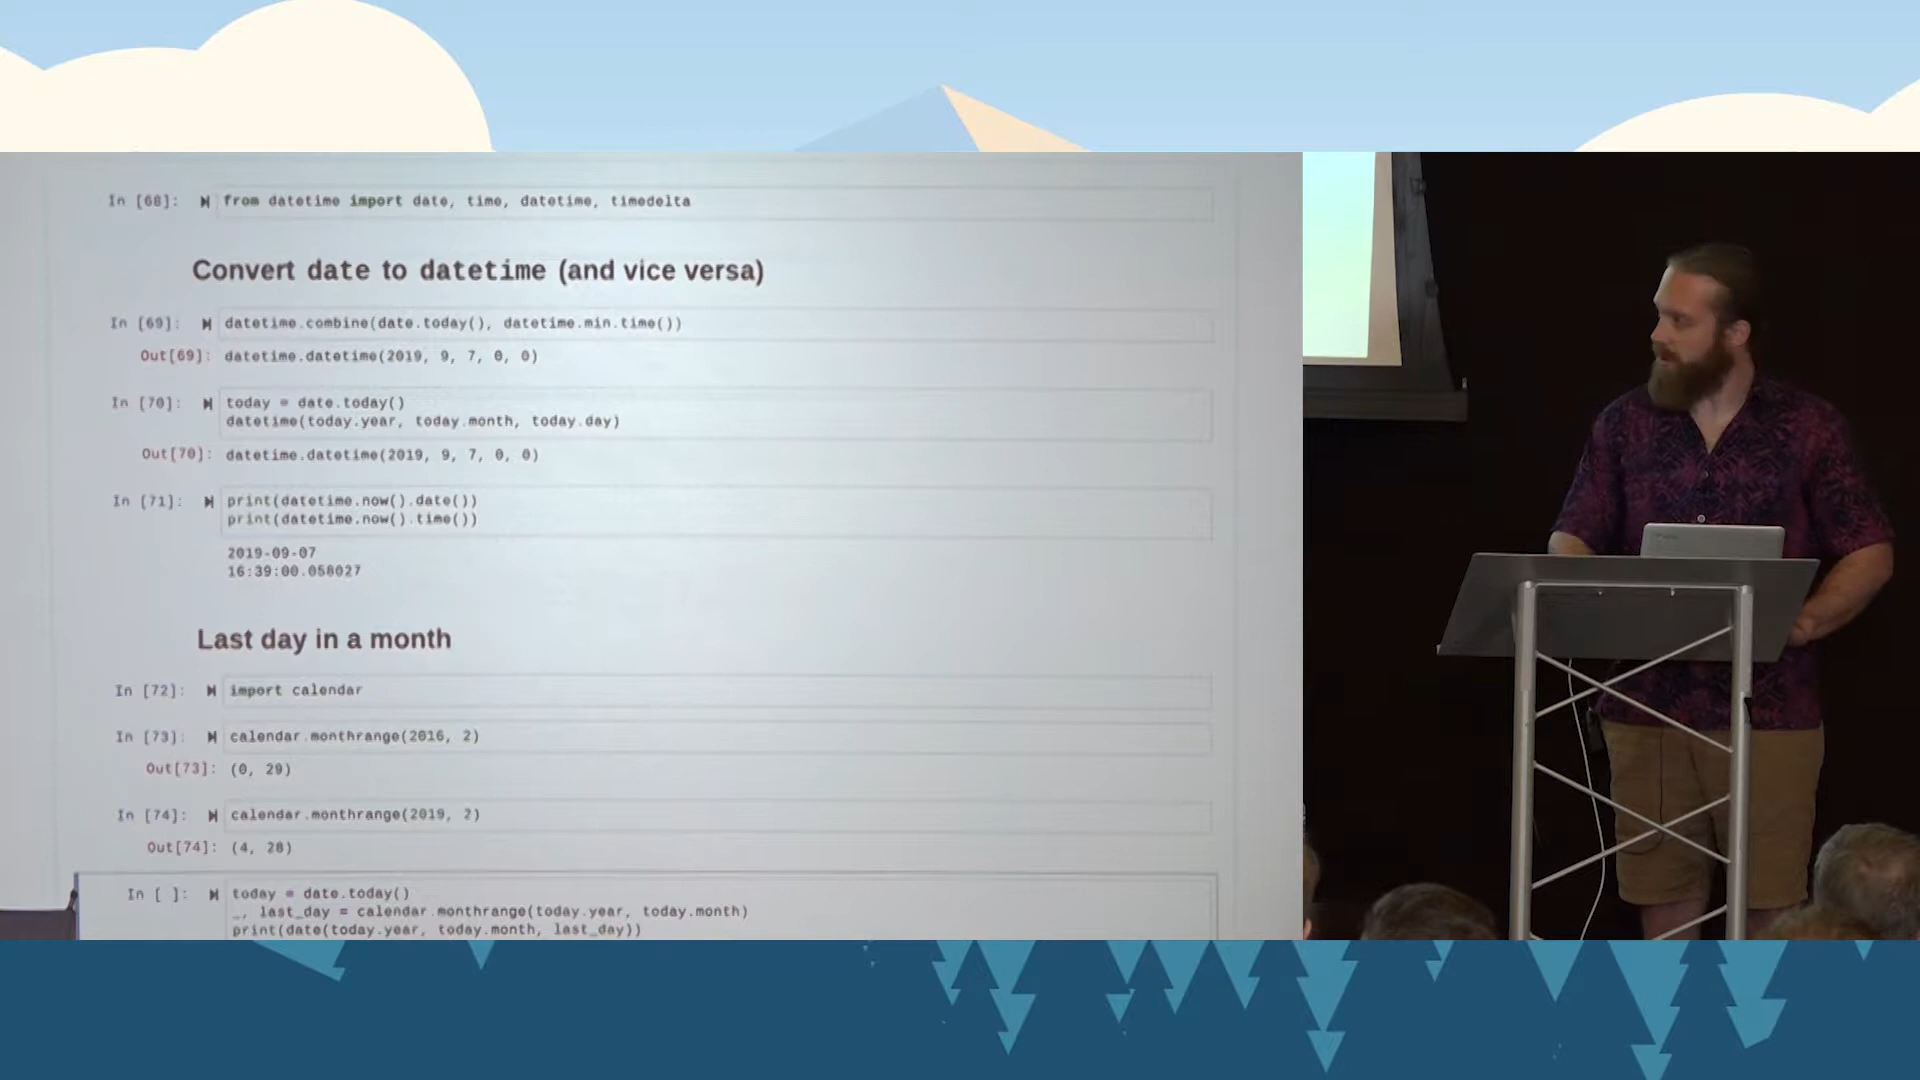 In [68]: from datetime import date, time, datetime, timedelta
Convert date to datetime (and vice versa)
In [69]: datetime.combine(date.today(), datetime.min.time())
Out[69]: datetime.datetime(2019, 9, 7, 0, 0)
In [70]: today = date.today()
datetime(today.year, today.month, today.day)
Out[70]: datetime.datetime(2019, 9, 7, 0, 0)
In [71]: print(datetime.now().date())
print(datetime.now().time())
2019-09-07
16:39:00.058027
Last day in a month
In [72]: import calendar
In [73]: calendar.monthrange(2016, 2)
Out[73]: (0, 29)
In [74]: calendar.monthrange(2019, 2)
Out[74]: (4, 28)
In [ ]: today = date.today()
_, last_day = calendar.monthrange(today.year, today.month)
print(date(today.year, today.month, last_day))